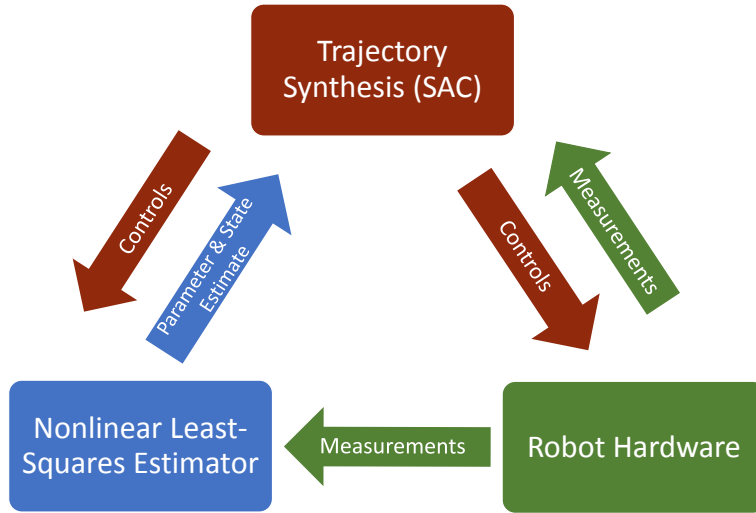 Trajectory
Synthesis (SAC)
Controls
Parameter & State
Estimate
Controls
Measurements
Nonlinear Least-
Squares Estimator
Measurements
Robot Hardware